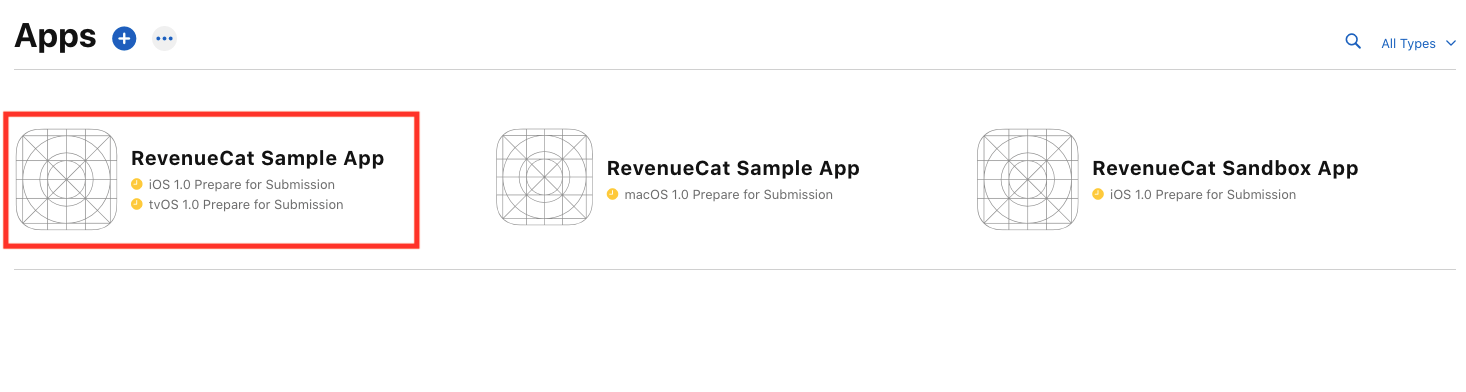 Apps
All Types
RevenueCat Sample App
iOS 1.0 Prepare for Submission
tvOS 1.0 Prepare for Submission
RevenueCat Sample App
macOS 1.0 Prepare for Submission
RevenueCat Sandbox App
iOS 1.0 Prepare for Submission